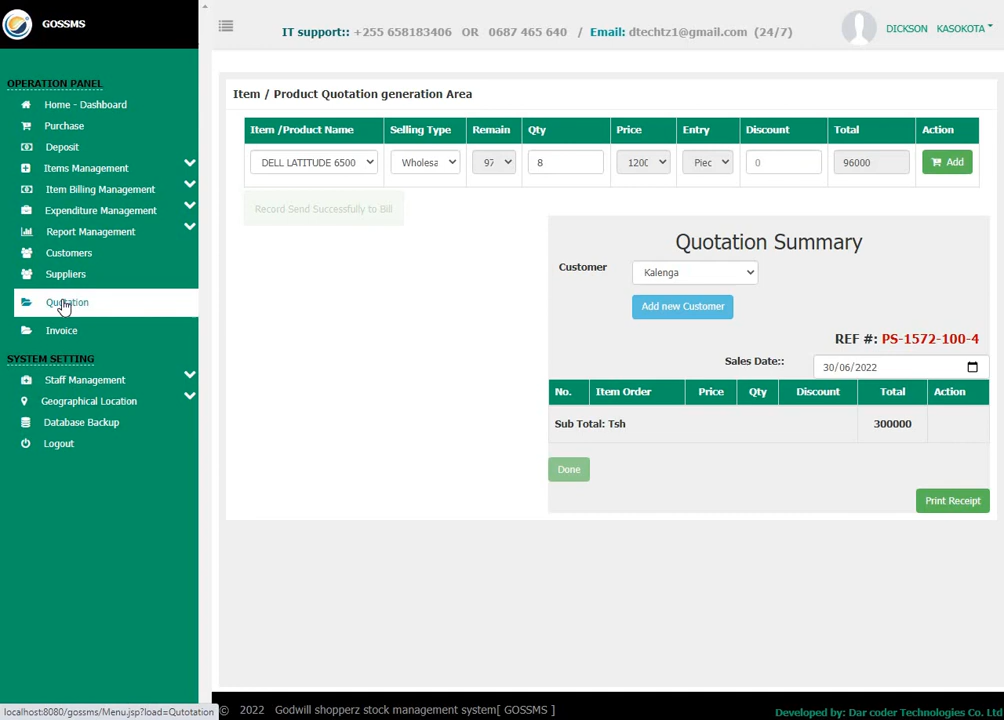 GOSSMS
IT support:: +255 658183406 OR 0687 465 640 / Email: dtechtz1@gmail.com (24/7)
DICKSON KASOKOTA
OPERATION PANEL
Home - Dashboard
Purchase
Deposit
Items Management
Item Billing Management
Expenditure Management
Report Management
Customers
Suppliers
Quotation
Invoice
SYSTEM SETTING
Staff Management
Geographical Location
Database Backup
Logout
Item / Product Quotation generation Area
Item /Product Name Selling Type Remain Qty Price Entry Discount Total Action
DELL LATITUDE 6500 Wholesa 97 8 1200 Piec 0 96000 Add
Record Send Successfully to Bill
Quotation Summary
Customer Kalenga
Add new Customer
REF #: PS-1572-100-4
Sales Date:: 30/06/2022
No. Item Order Price Qty Discount Total Action
Sub Total: Tsh 300000
Done
Print Receipt
localhost:8080/gossms/Menu.jsp?load=Qutotation
© 2022 Godwill shopperz stock management system[ GOSSMS ]
Developed by: Dar coder Technologies Co. Ltd